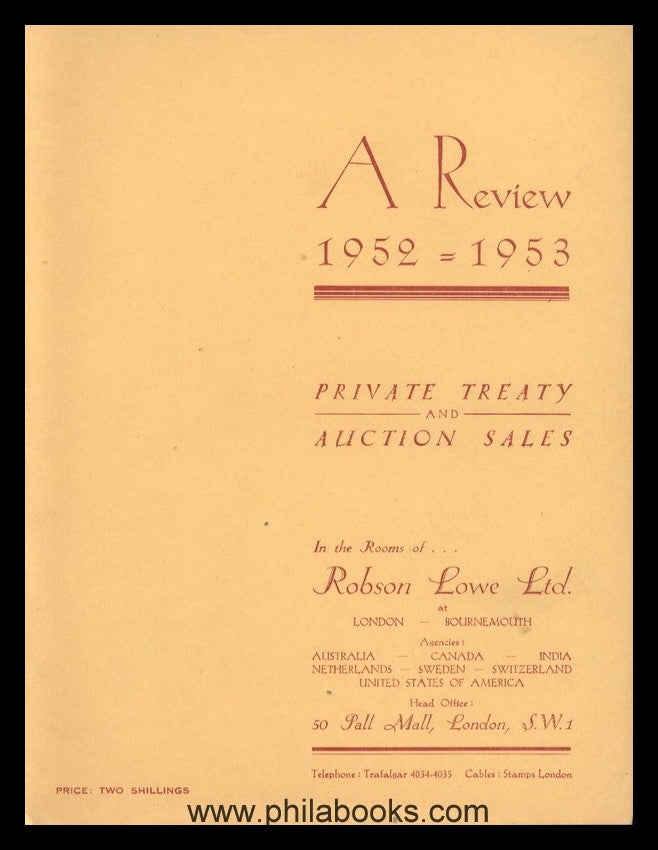 A Review
1952 = 1953
PRIVATE TREATY
AND
AUCTION SALES
In the Rooms of . . .
Robson Lowe Ltd.
at
LONDON — BOURNEMOUTH
Agencies:
AUSTRALIA — CANADA — INDIA
NETHERLANDS — SWEDEN — SWITZERLAND
UNITED STATES OF AMERICA
Head Office:
50 Pall Mall, London, S.W.1
Telephone: Trafalgar 4034-4035 Cables: Stamps London
PRICE: TWO SHILLINGS
www.philabooks.com